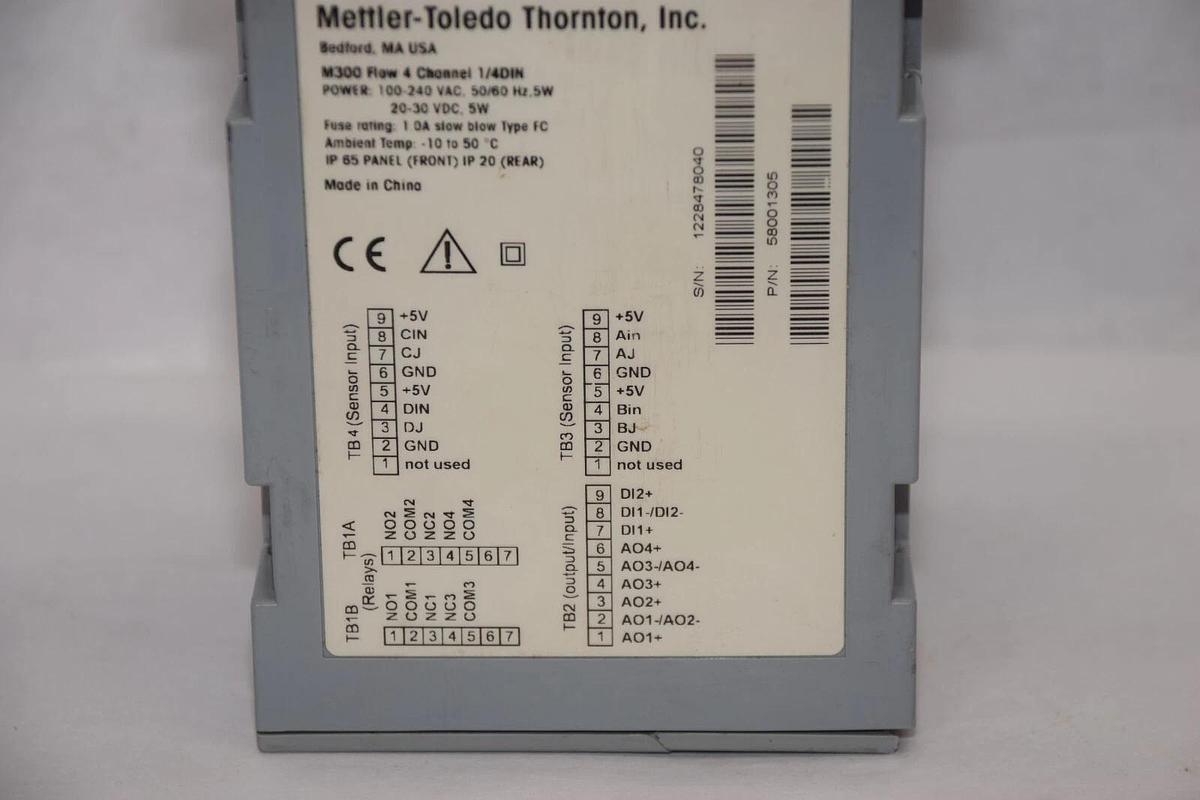 Mettler-Toledo Thornton, Inc.
Bedford, MA USA
M300 Flow 4 Channel 1/4DIN
POWER: 100-240 VAC, 50/60 Hz,5W
20-30 VDC, 5W
Fuse rating: 1.0A slow blow Type FC
Ambient Temp: -10 to 50 °C
IP 65 PANEL (FRONT) IP 20 (REAR)
Made in China
CE
S/N: 1228478040
P/N: 58001305
TB4 (Sensor Input)
9 +5V
8 CIN
7 CJ
6 GND
5 +5V
4 DIN
3 DJ
2 GND
1 not used
TB3 (Sensor Input)
9 +5V
8 Ain
7 AJ
6 GND
5 +5V
4 Bin
3 BJ
2 GND
1 not used
TB1A
NO2 COM2 NC2 NO4 COM4
1 2 3 4 5 6 7
(Relays)
TB1B
NO1 COM1 NC1 NC3 COM3
1 2 3 4 5 6 7
TB2 (output/Input)
9 DI2+
8 DI1-/DI2-
7 DI1+
6 AO4+
5 AO3-/AO4-
4 AO3+
3 AO2+
2 AO1-/AO2-
1 AO1+